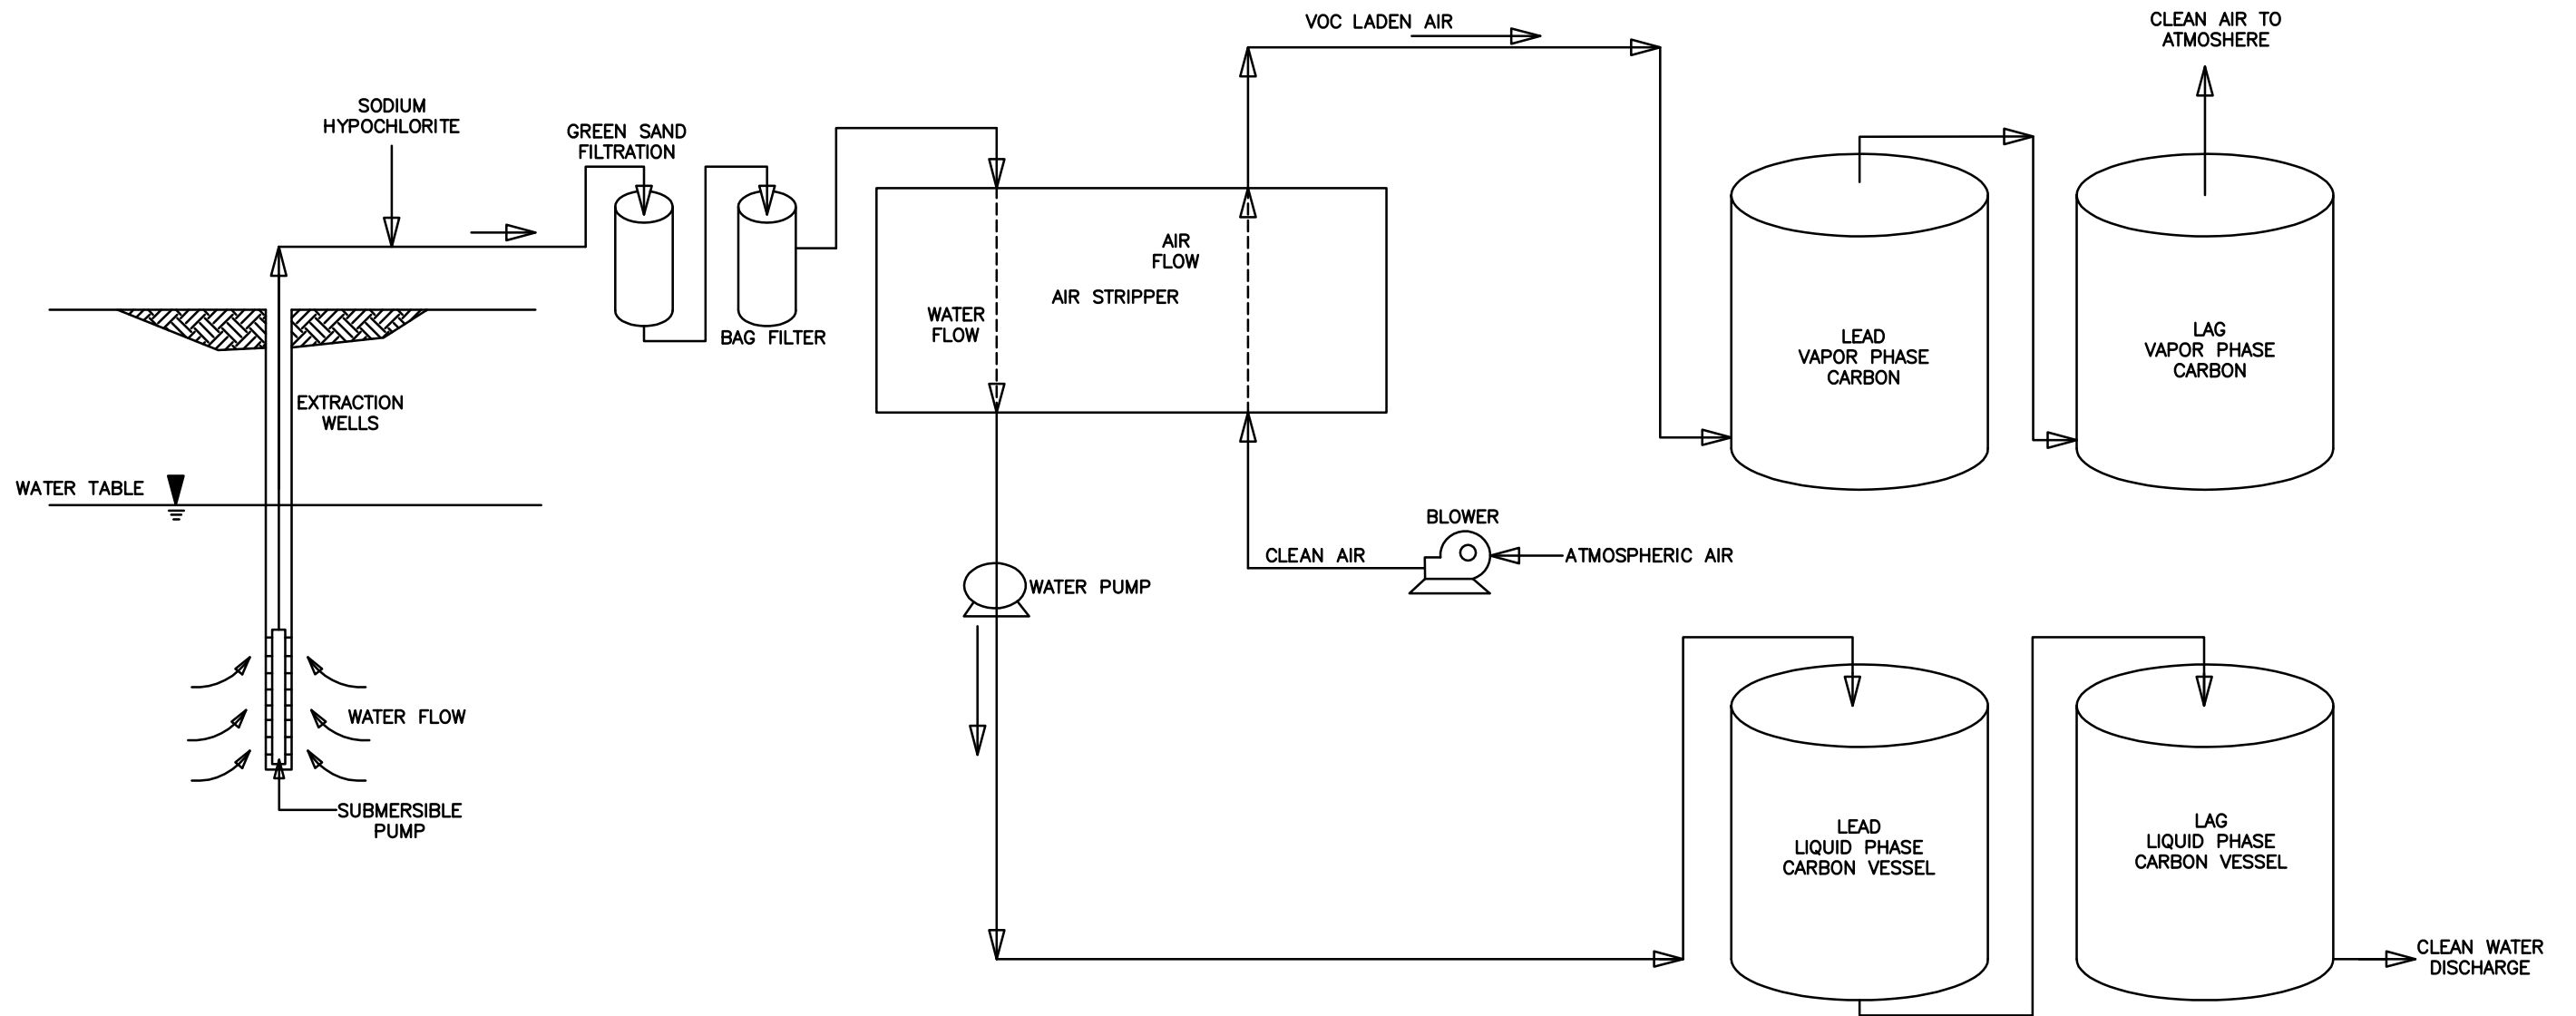 VOC LADEN AIR
CLEAN AIR TO
ATMOSHERE
SODIUM
HYPOCHLORITE
GREEN SAND
FILTRATION
BAG FILTER
AIR
FLOW
AIR STRIPPER
WATER
FLOW
LEAD
VAPOR PHASE
CARBON
LAG
VAPOR PHASE
CARBON
EXTRACTION
WELLS
WATER TABLE
BLOWER
CLEAN AIR
ATMOSPHERIC AIR
WATER PUMP
WATER FLOW
SUBMERSIBLE
PUMP
LEAD
LIQUID PHASE
CARBON VESSEL
LAG
LIQUID PHASE
CARBON VESSEL
CLEAN WATER
DISCHARGE